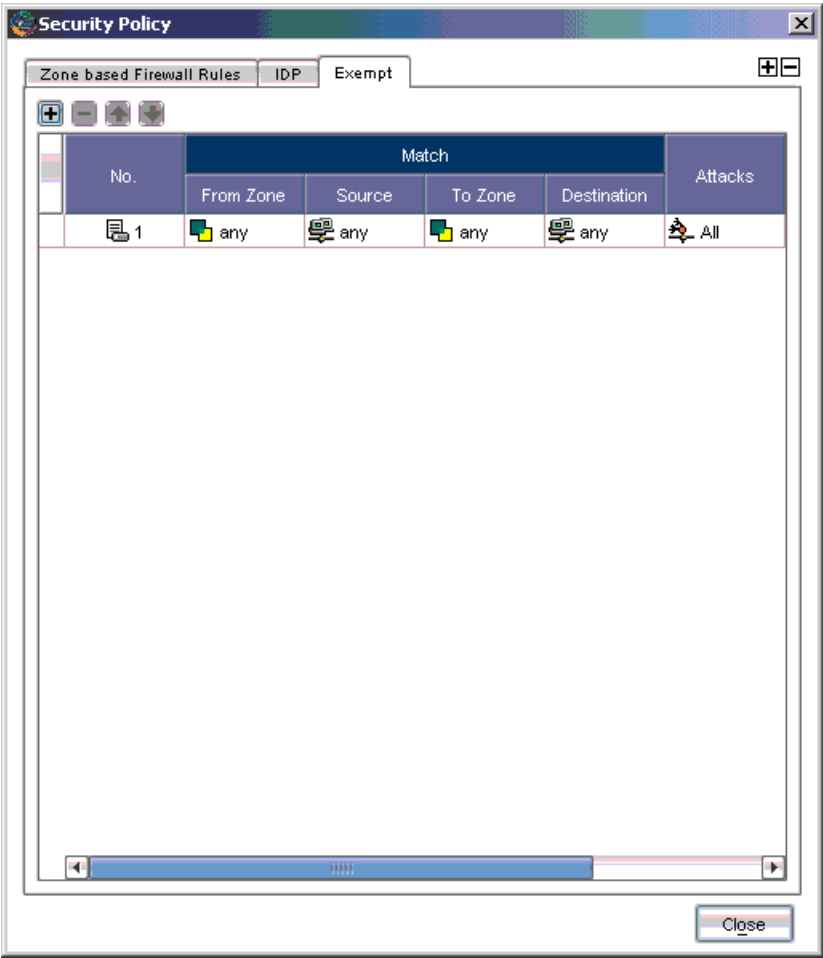 Security Policy
Zone based Firewall Rules IDP Exempt
No. Match Attacks
From Zone Source To Zone Destination
1 any any any any All
Close